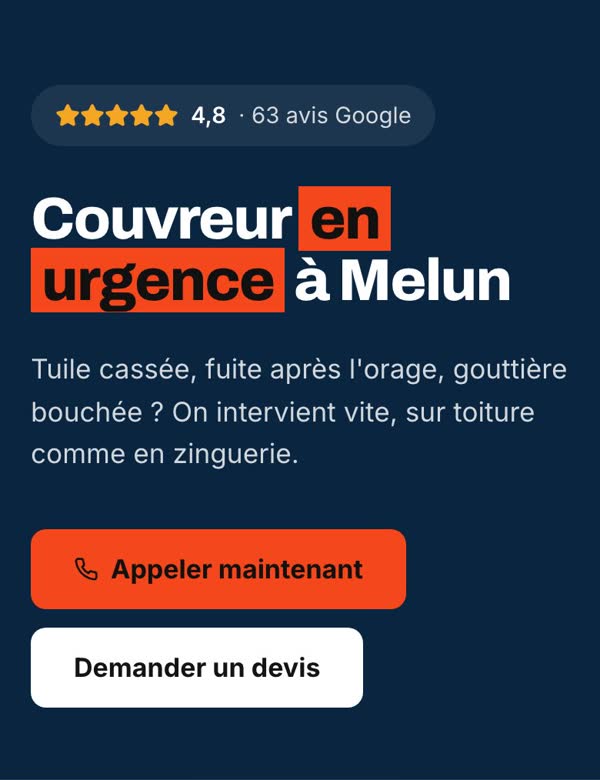 4,8 · 63 avis Google
Couvreur en
urgence à Melun
Tuile cassée, fuite après l'orage, gouttière
bouchée ? On intervient vite, sur toiture
comme en zinguerie.
Appeler maintenant
Demander un devis